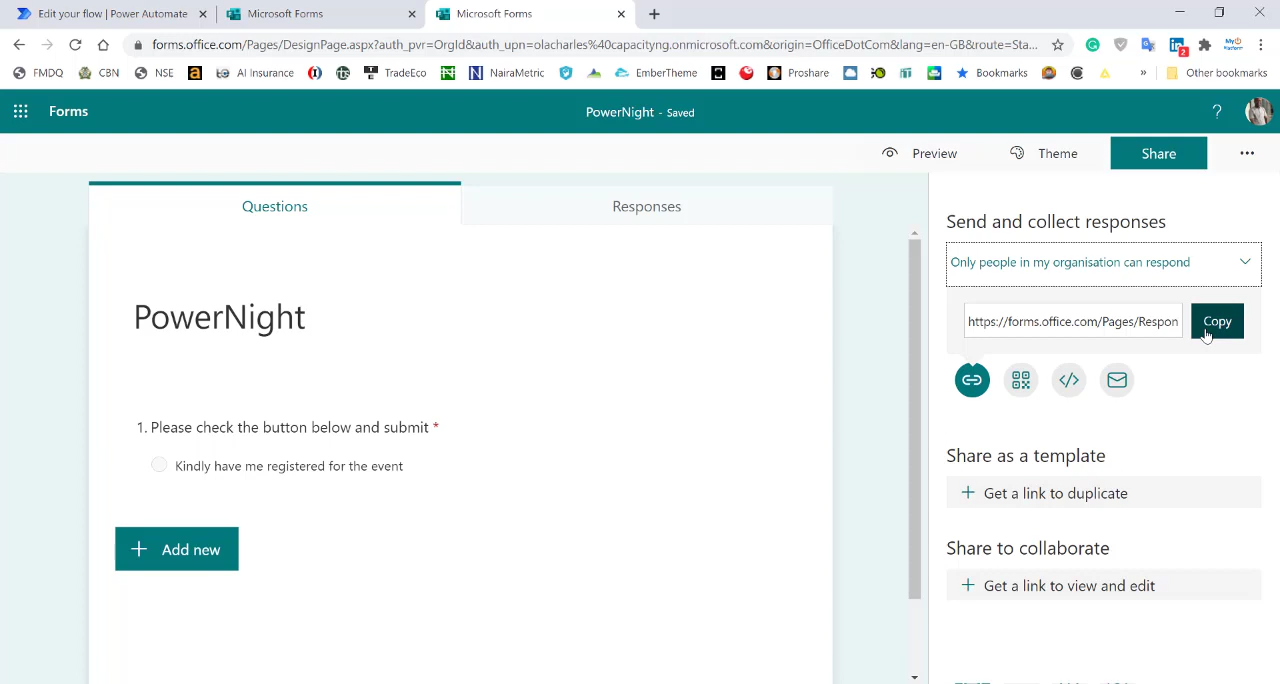 Edit your flow | Power Automate
Microsoft Forms
Microsoft Forms
forms.office.com/Pages/DesignPage.aspx?auth_pvr=OrgId&auth_upn=olacharles%40capacityng.onmicrosoft.com&origin=OfficeDotCom&lang=en-GB&route=Sta...
FMDQ
CBN
NSE
AI Insurance
TradeEco
NairaMetric
EmberTheme
Proshare
Bookmarks
»
Other bookmarks
Forms
PowerNight - Saved
?
Preview
Theme
Share
Questions
Responses
PowerNight
1. Please check the button below and submit *
Kindly have me registered for the event
+ Add new
Send and collect responses
Only people in my organisation can respond
https://forms.office.com/Pages/Respon
Copy
Share as a template
+ Get a link to duplicate
Share to collaborate
+ Get a link to view and edit